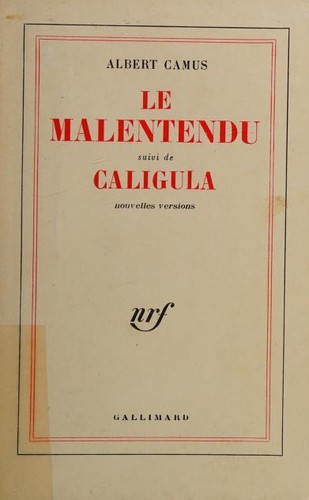 ALBERT CAMUS
LE
MALENTENDU
suivi de
CALIGULA
nouvelles versions
nrf
GALLIMARD